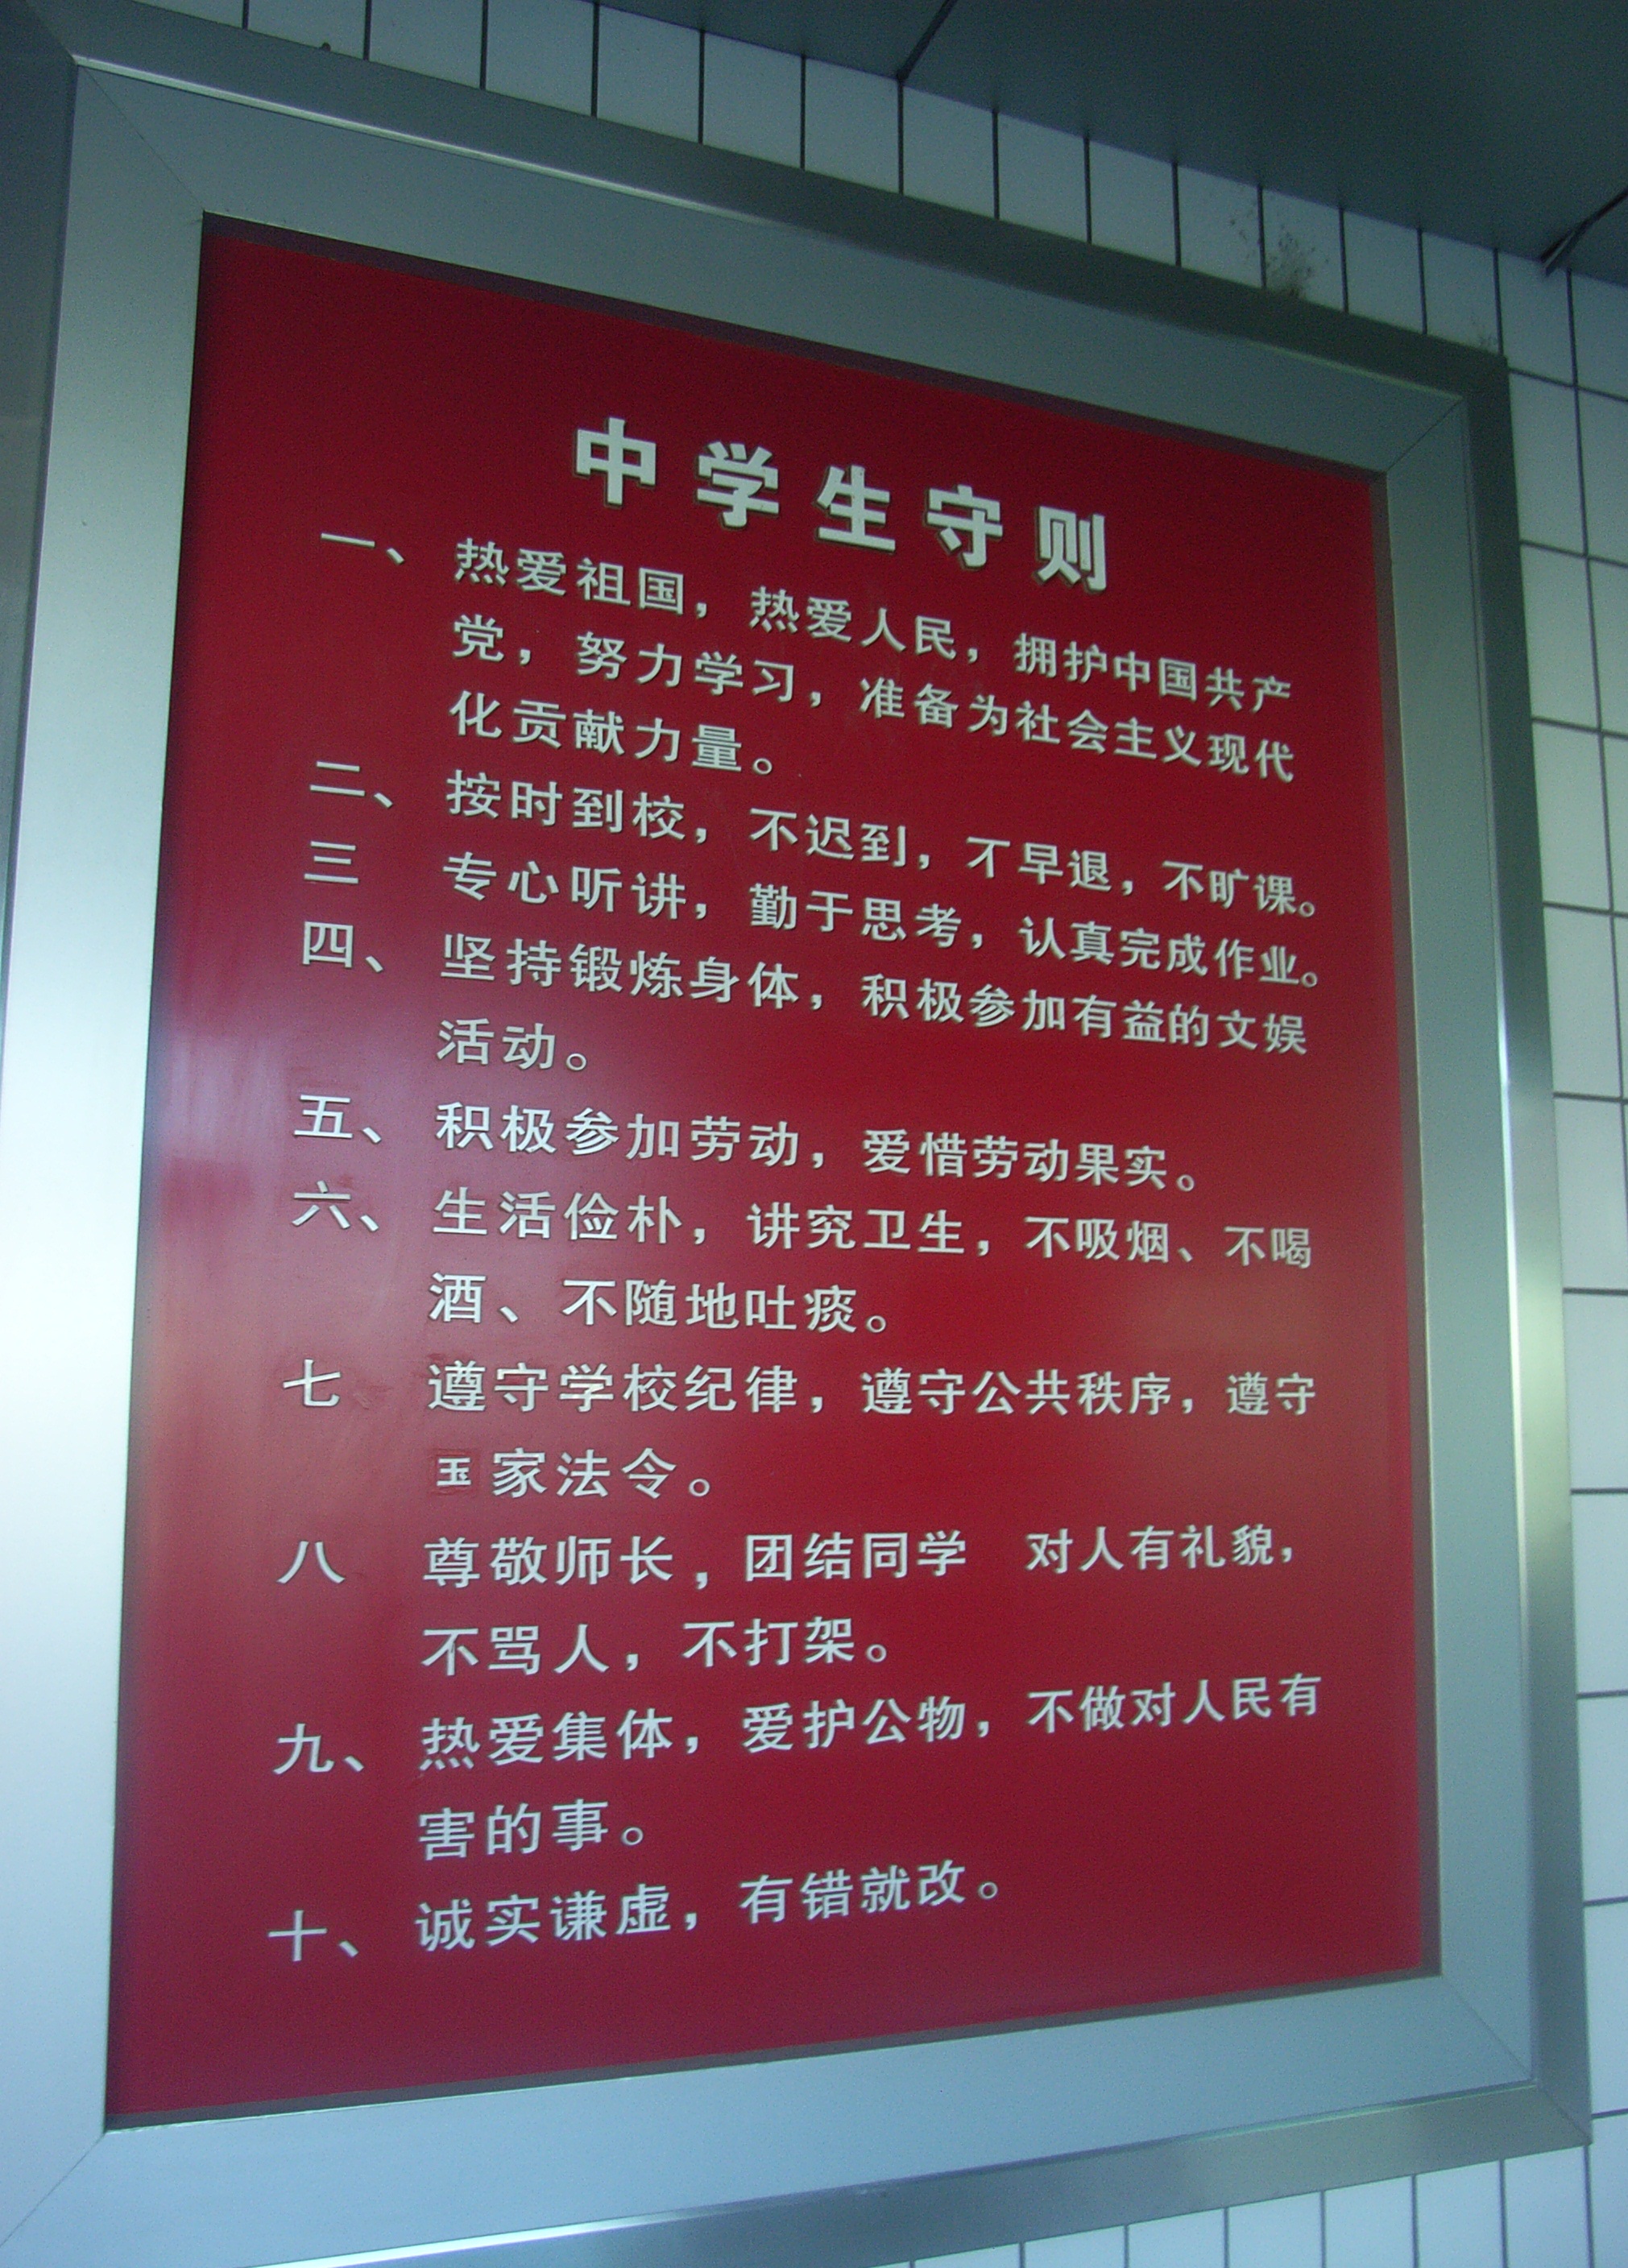 中学生守则
一、热爱祖国，热爱人民，拥护中国共产
党，努力学习，准备为社会主义现代
化贡献力量。
二、按时到校，不迟到，不早退，不旷课。
三 专心听讲，勤于思考，认真完成作业。
四、坚持锻炼身体，积极参加有益的文娱
活动。
五、积极参加劳动，爱惜劳动果实。
六、生活俭朴，讲究卫生，不吸烟、不喝
酒、不随地吐痰。
七 遵守学校纪律，遵守公共秩序，遵守
玉家法令。
八 尊敬师长，团结同学 对人有礼貌，
不骂人，不打架。
九、热爱集体，爱护公物，不做对人民有
害的事。
十、诚实谦虚，有错就改。